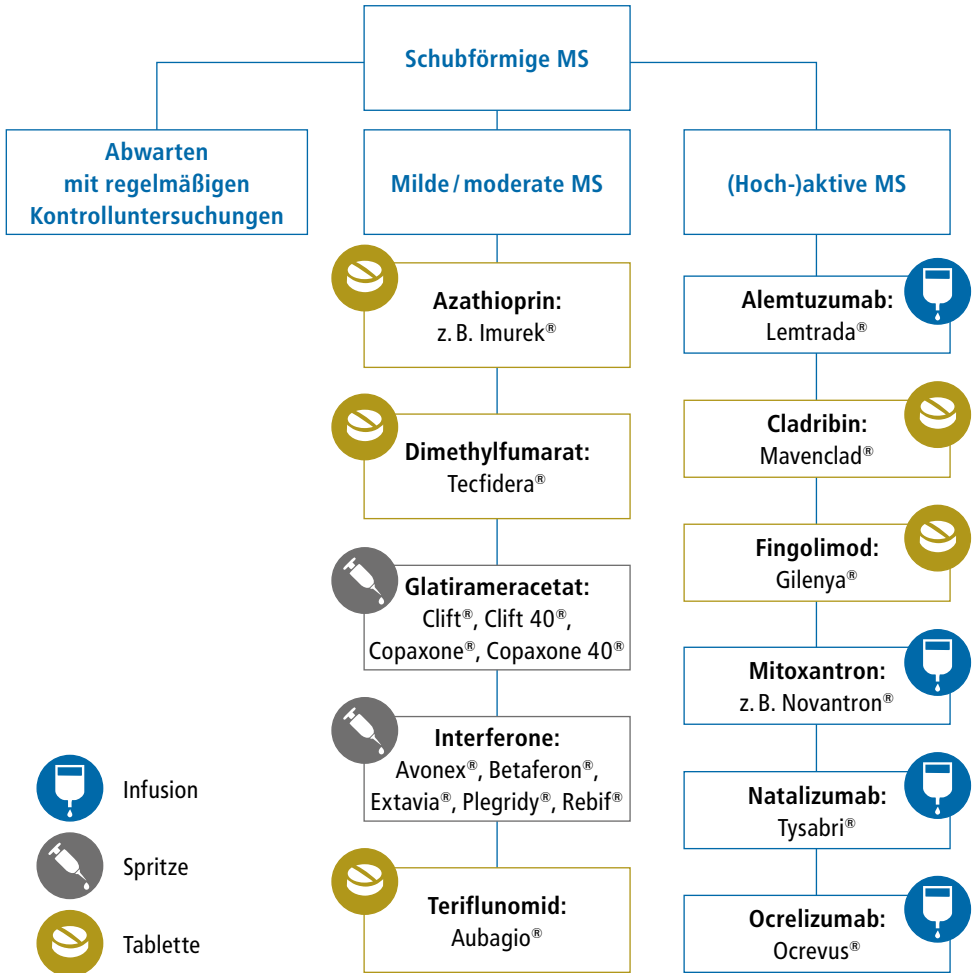 Schubförmige MS
Abwarten
mit regelmäßigen
Kontrolluntersuchungen
Milde / moderate MS
(Hoch-)aktive MS
Azathioprin:
z. B. Imurek®
Dimethylfumarat:
Tecfidera®
Glatirameracetat:
Clift®, Clift 40®,
Copaxone®, Copaxone 40®
Interferone:
Avonex®, Betaferon®,
Extavia®, Plegridy®, Rebif®
Teriflunomid:
Aubagio®
Alemtuzumab:
Lemtrada®
Cladribin:
Mavenclad®
Fingolimod:
Gilenya®
Mitoxantron:
z. B. Novantron®
Natalizumab:
Tysabri®
Ocrelizumab:
Ocrevus®
Infusion
Spritze
Tablette